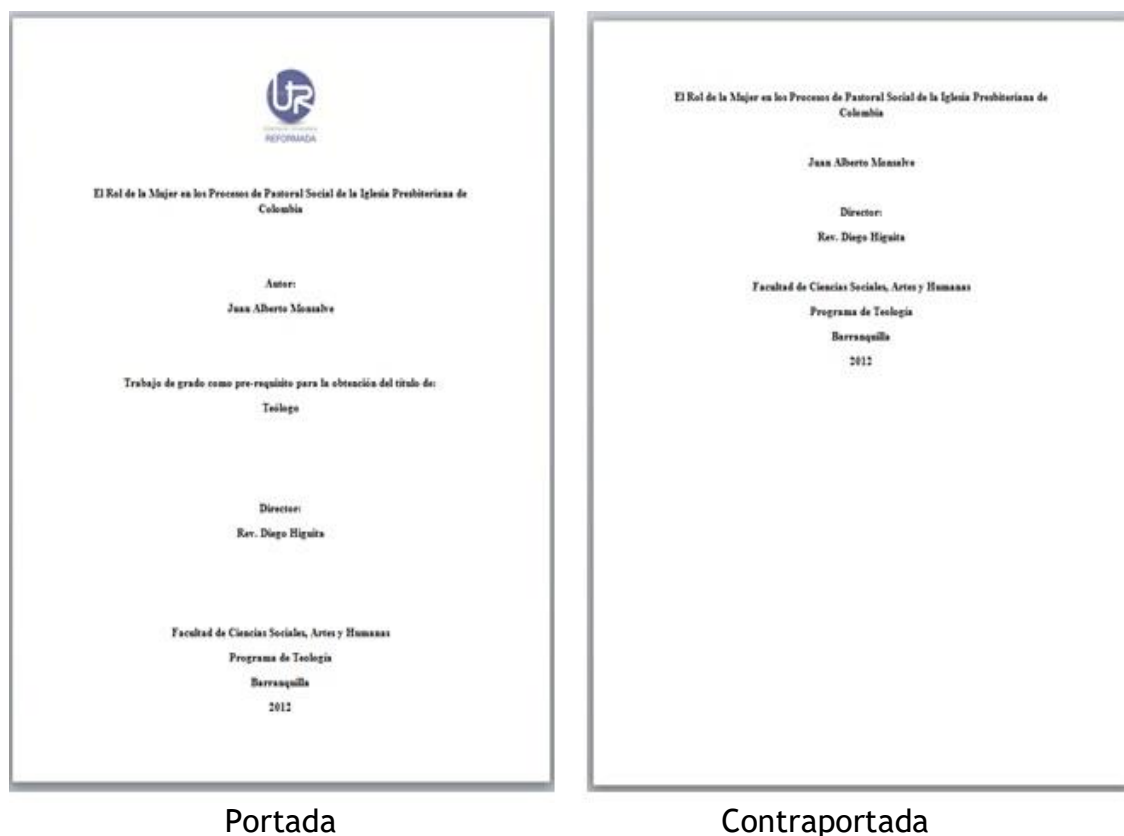 UR
REFORMADA
El Rol de la Mujer en los Procesos de Pastoral Social de la Iglesia Presbiteriana de
Colombia
Autor:
Juan Alberto Monsalve
Trabajo de grado como pre-requisito para la obtención del título de:
Teólogo
Director:
Rev. Diego Higuita
Facultad de Ciencias Sociales, Artes y Humanas
Programa de Teología
Barranquilla
2012
Portada
El Rol de la Mujer en los Procesos de Pastoral Social de la Iglesia Presbiteriana de
Colombia
Juan Alberto Monsalve
Director:
Rev. Diego Higuita
Facultad de Ciencias Sociales, Artes y Humanas
Programa de Teología
Barranquilla
2012
Contraportada